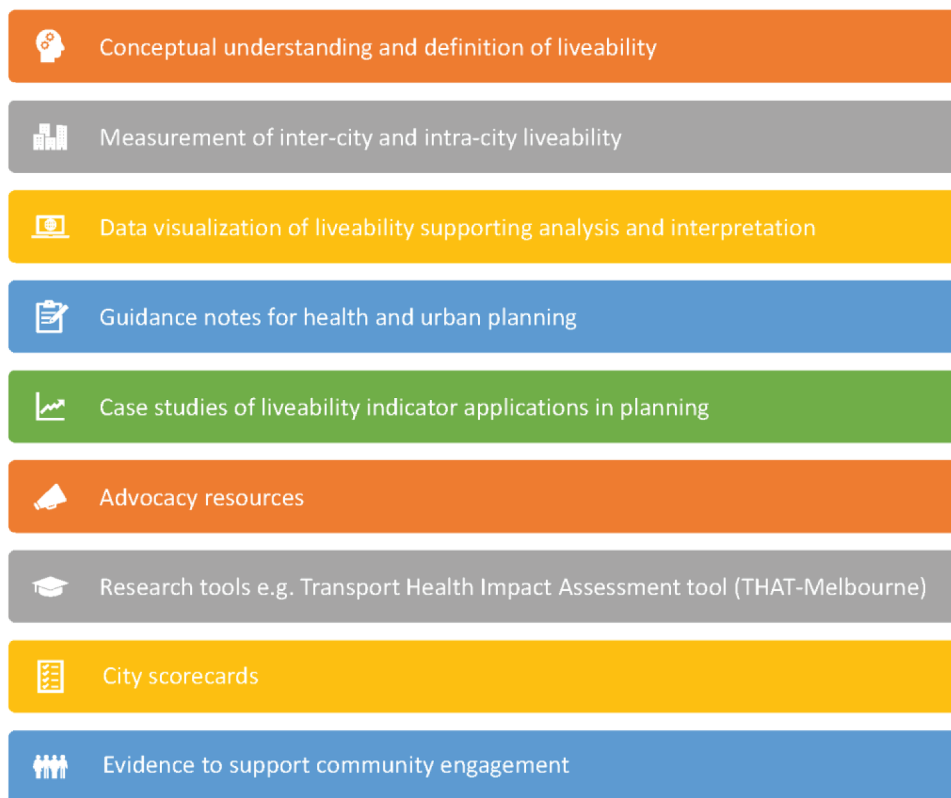 Conceptual understanding and definition of liveability
Measurement of inter-city and intra-city liveability
Data visualization of liveability supporting analysis and interpretation
Guidance notes for health and urban planning
Case studies of liveability indicator applications in planning
Advocacy resources
Research tools e.g. Transport Health Impact Assessment tool (THAT-Melbourne)
City scorecards
Evidence to support community engagement